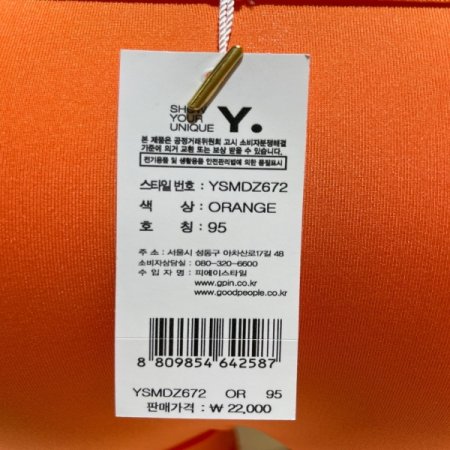 SHOW
YOUR
UNIQUE
Y.
본 제품은 공정거래위원회 고시 소비자분쟁해결
기준에 의거 교환 또는 보상 받을 수 있습니다.
전기용품 및 생활용품 안전관리법에 의한 품질표시
스타일 번호 : YSMDZ672
색 상 : ORANGE
호 칭 : 95
주 소 : 서울시 성동구 아차산로17길 48
소비자상담실 : 080-320-6600
수 입 자 명 : 피에이스타일
www.gpin.co.kr
www.goodpeople.co.kr
8 809854 642587
YSMDZ672 OR 95
판매가격 : ₩ 22,000